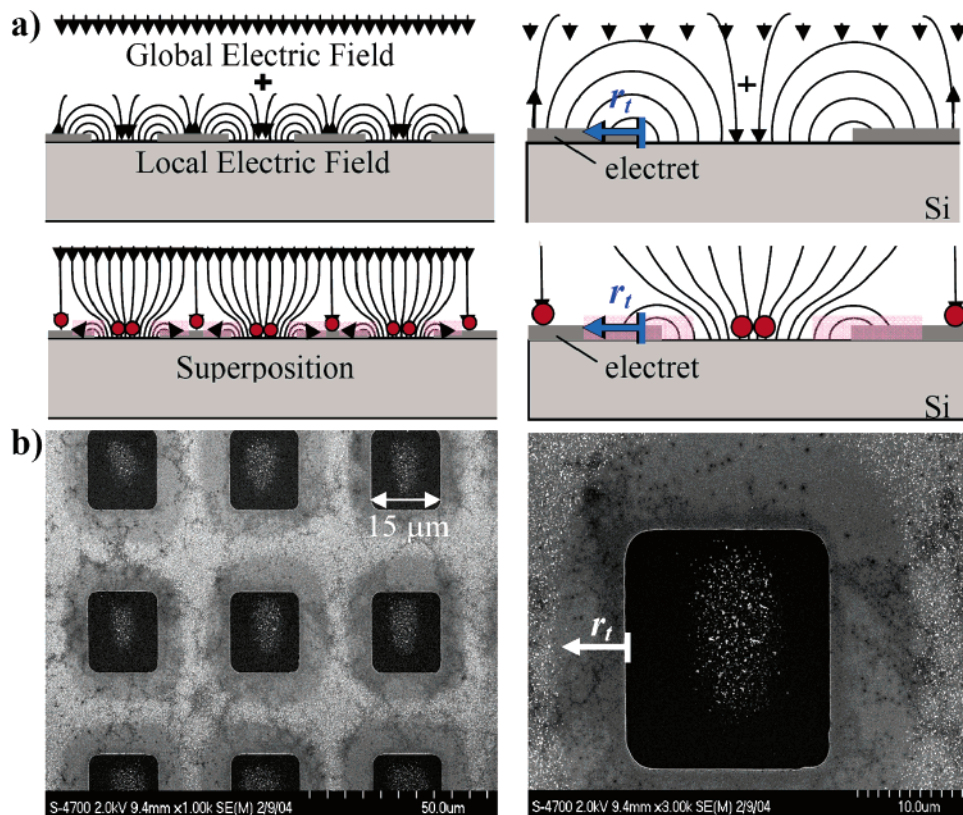 a)
Global Electric Field
+
Local Electric Field
+
r_t
electret
Si
Superposition
r_t
electret
Si
b)
15 µm
S-4700 2.0kV 9.4mm x1.00k SE(M) 2/9/04 50.0um
r_t
S-4700 2.0kV 9.4mm x3.00k SE(M) 2/9/04 10.0um